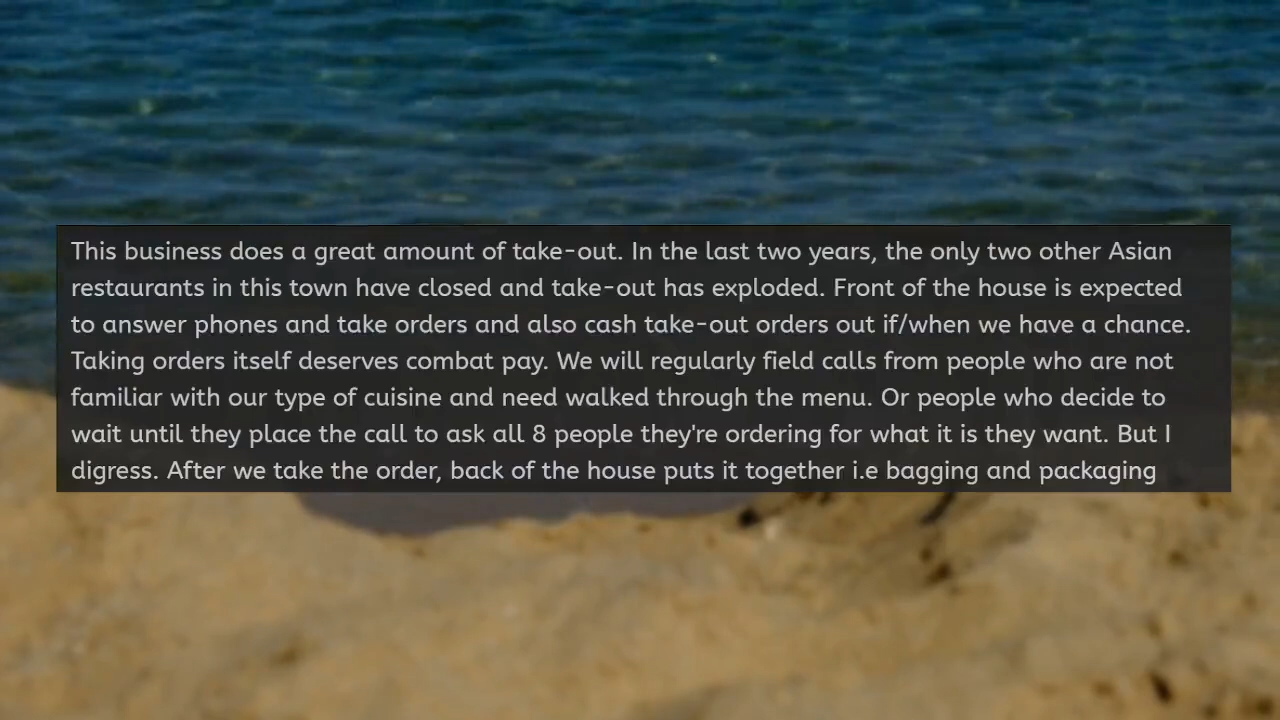 This business does a great amount of take-out. In the last two years, the only two other Asian
restaurants in this town have closed and take-out has exploded. Front of the house is expected
to answer phones and take orders and also cash take-out orders out if/when we have a chance.
Taking orders itself deserves combat pay. We will regularly field calls from people who are not
familiar with our type of cuisine and need walked through the menu. Or people who decide to
wait until they place the call to ask all 8 people they're ordering for what it is they want. But I
digress. After we take the order, back of the house puts it together i.e bagging and packaging